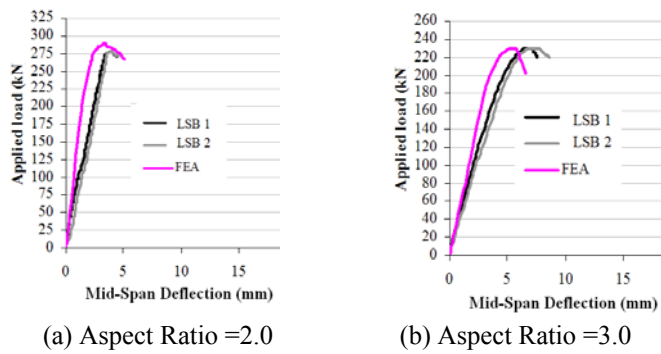 325
300
275
250
225
200
175
150
125
100
75
50
25
0
Applied load (kN
LSB 1
LSB 2
FEA
0 5 10 15
Mid-Span Deflection (mm)
(a) Aspect Ratio =2.0
260
240
220
200
180
160
140
120
100
80
60
40
20
0
Applied load (kN
LSB 1
LSB 2
FEA
0 5 10 15
Mid-Span Deflection (mm)
(b) Aspect Ratio =3.0